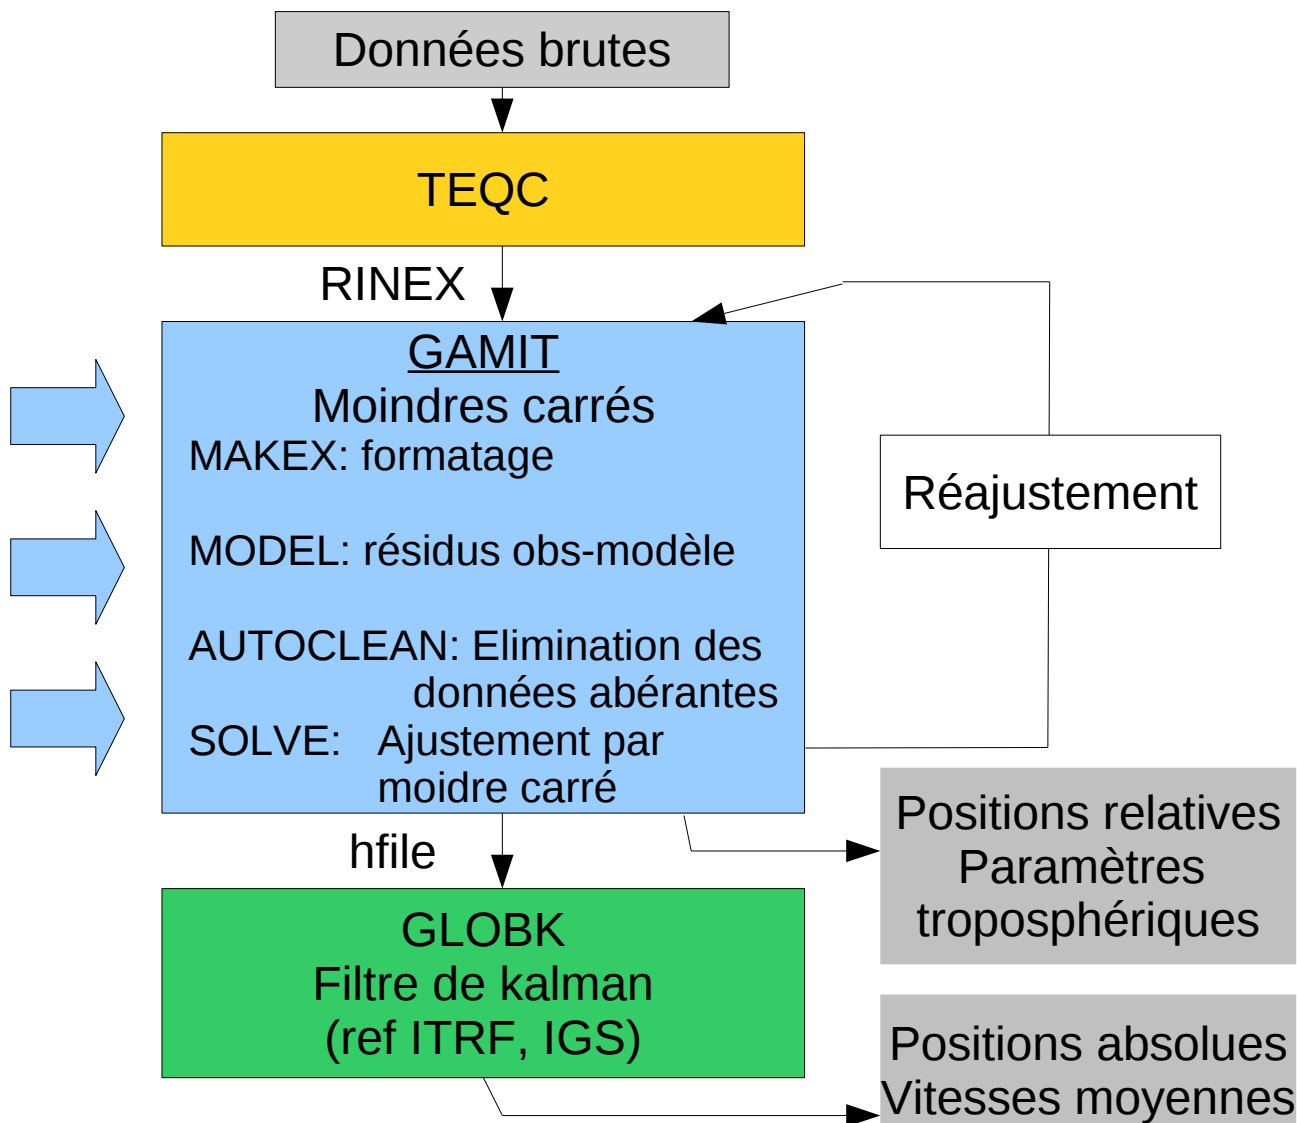 Données brutes
TEQC
RINEX
GAMIT
Moindres carrés
MAKEX: formatage
MODEL: résidus obs-modèle
AUTOCLEAN: Elimination des
données abérantes
SOLVE: Ajustement par
moidre carré
Réajustement
hfile
Positions relatives
Paramètres
troposphériques
GLOBK
Filtre de kalman
(ref ITRF, IGS)
Positions absolues
Vitesses moyennes